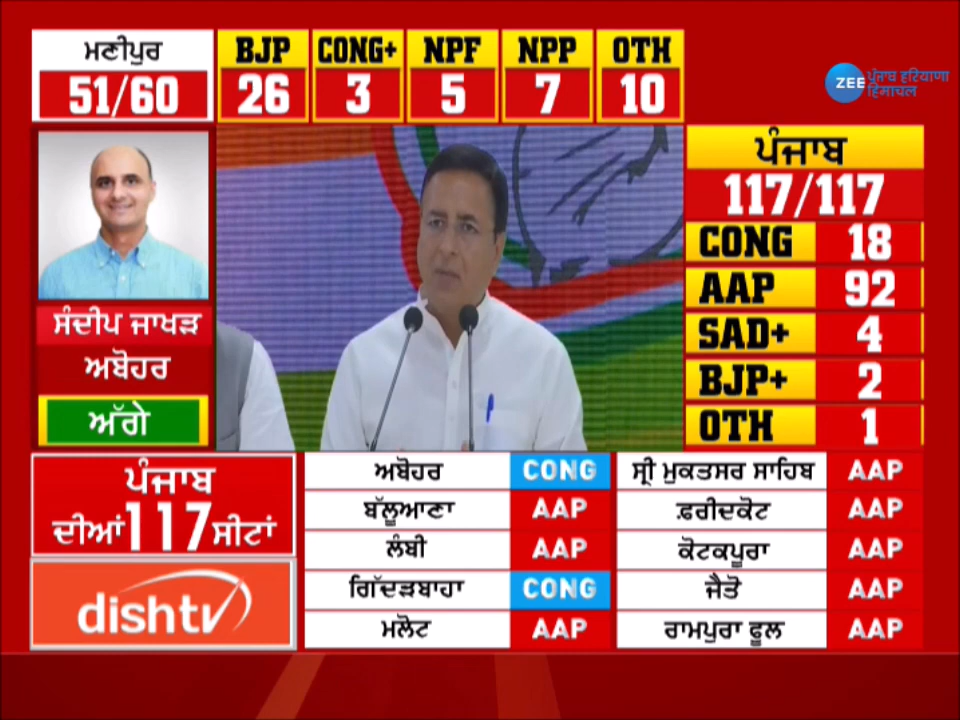 ਮਣੀਪੁਰ BJP CONG+ NPF NPP OTH
51/60 26 3 5 7 10
ZEE ਪੰਜਾਬ ਹਰਿਆਣਾ
ਹਿਮਾਚਲ
ਪੰਜਾਬ
117/117
CONG 18
AAP 92
SAD+ 4
BJP+ 2
OTH 1
ਸੰਦੀਪ ਜਾਖੜ
ਅਬੋਹਰ
ਅੱਗੇ
ਪੰਜਾਬ
ਦੀਆਂ 117 ਸੀਟਾਂ
dishtv
ਅਬੋਹਰ CONG ਸ੍ਰੀ ਮੁਕਤਸਰ ਸਾਹਿਬ AAP
ਬੱਲੂਆਣਾ AAP ਫ਼ਰੀਦਕੋਟ AAP
ਲੰਬੀ AAP ਕੋਟਕਪੂਰਾ AAP
ਗਿੱਦੜਬਾਹਾ CONG ਜੈਤੋ AAP
ਮਲੋਟ AAP ਰਾਮਪੁਰਾ ਫੂਲ AAP